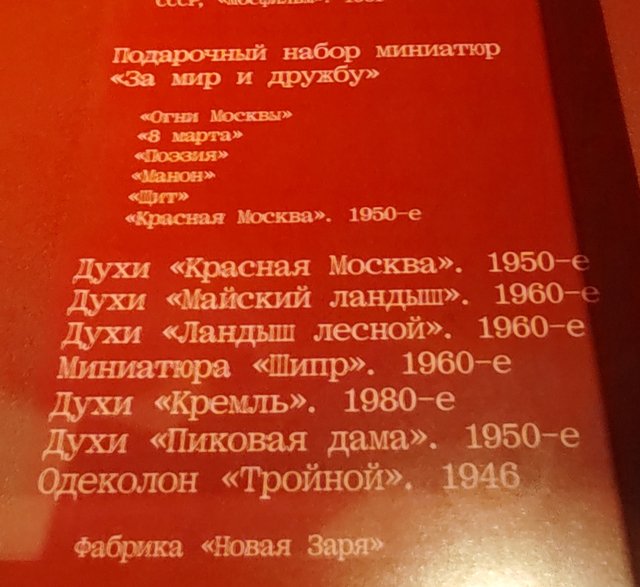 СССР, «Мосфильм».
Подарочный набор миниатюр
«За мир и дружбу»
«Огни Москвы»
«8 марта»
«Поэзия»
«Манон»
«Щит»
«Красная Москва». 1950-е
Духи «Красная Москва». 1950-е
Духи «Майский ландыш». 1960-е
Духи «Ландыш лесной». 1960-е
Миниатюра «Шипр». 1960-е
Духи «Кремль». 1980-е
Духи «Пиковая дама». 1950-е
Одеколон «Тройной». 1946
Фабрика «Новая Заря»